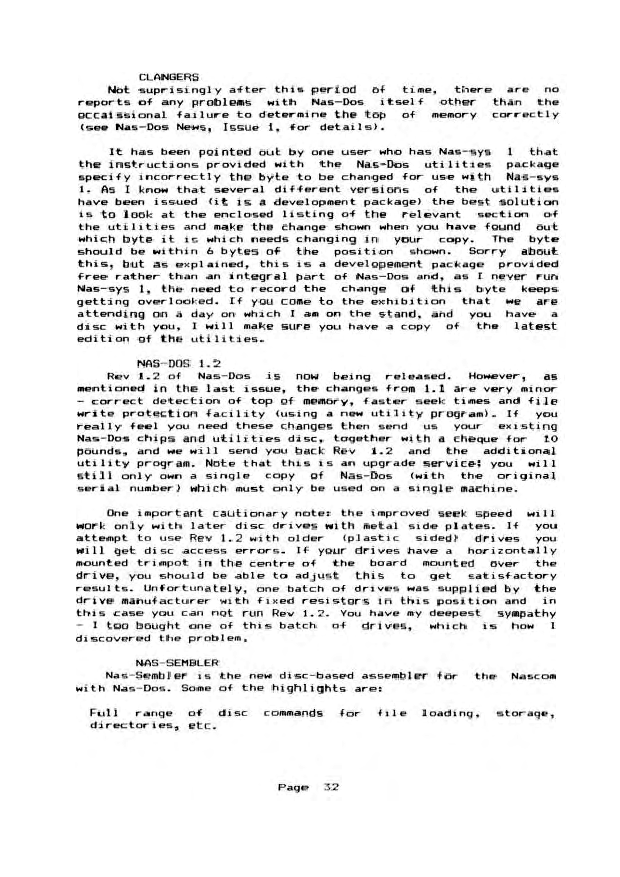 CLANGERS
Not suprisingly after this period of time, there are no
reports of any problems with Nas-Dos itself other than the
occaissional failure to determine the top of memory correctly
(see Nas-Dos News, Issue 1, for details).
It has been pointed out by one user who has Nas-sys 1 that
the instructions provided with the Nas-Dos utilities package
specify incorrectly the byte to be changed for use with Nas-sys
1. As I know that several different versions of the utilities
have been issued (it is a development package) the best solution
is to look at the enclosed listing of the relevant section of
the utilities and make the change shown when you have found out
which byte it is which needs changing in your copy. The byte
should be within 6 bytes of the position shown. Sorry about
this, but as explained, this is a developement package provided
free rather than an integral part of Nas-Dos and, as I never run
Nas-sys 1, the need to record the change of this byte keeps
getting overlooked. If you come to the exhibition that we are
attending on a day on which I am on the stand, and you have a
disc with you, I will make sure you have a copy of the latest
edition of the utilities.
NAS-DOS 1.2
Rev 1.2 of Nas-Dos is now being released. However, as
mentioned in the last issue, the changes from 1.1 are very minor
- correct detection of top of memory, faster seek times and file
write protection facility (using a new utility program). If you
really feel you need these changes then send us your existing
Nas-Dos chips and utilities disc, together with a cheque for 10
pounds, and we will send you back Rev 1.2 and the additional
utility program. Note that this is an upgrade service; you will
still only own a single copy of Nas-Dos (with the original
serial number) which must only be used on a single machine.
One important cautionary note: the improved seek speed will
work only with later disc drives with metal side plates. If you
attempt to use Rev 1.2 with older (plastic sided) drives you
will get disc access errors. If your drives have a horizontally
mounted trimpot in the centre of the board mounted over the
drive, you should be able to adjust this to get satisfactory
results. Unfortunately, one batch of drives was supplied by the
drive manufacturer with fixed resistors in this position and in
this case you can not run Rev 1.2. You have my deepest sympathy
- I too bought one of this batch of drives, which is how I
discovered the problem.
NAS-SEMBLER
Nas-Sembler is the new disc-based assembler for the Nascom
with Nas-Dos. Some of the highlights are:
Full range of disc commands for file loading, storage,
directories, etc.
Page 32